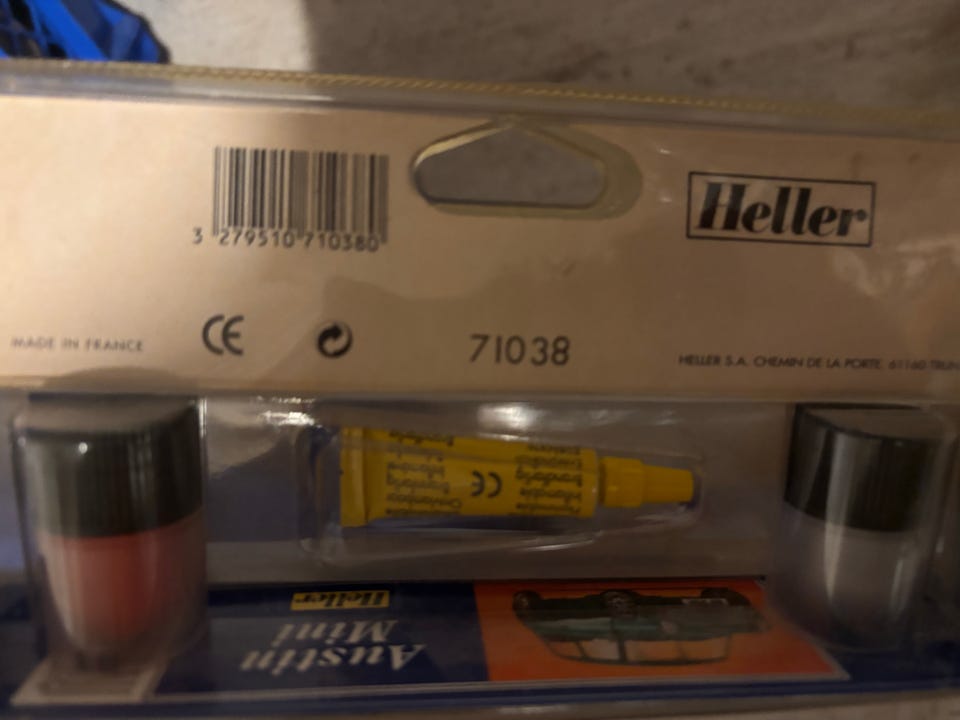 3 279510 710380
Heller
MADE IN FRANCE
CE
71038
HELLER S.A. CHEMIN DE LA PORTE, 61160
CE
Heller
Austin
Mini